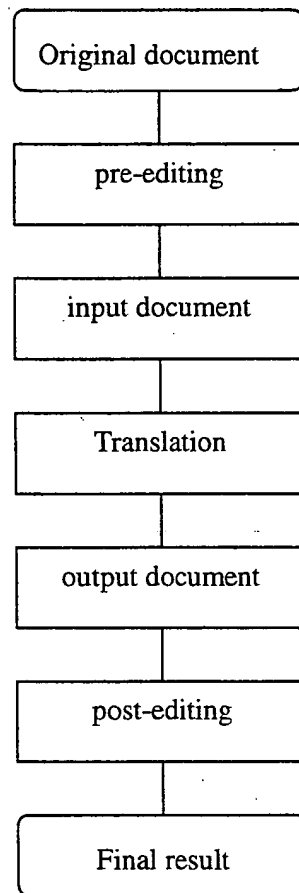 Original document
pre-editing
input document
Translation
output document
post-editing
Final result